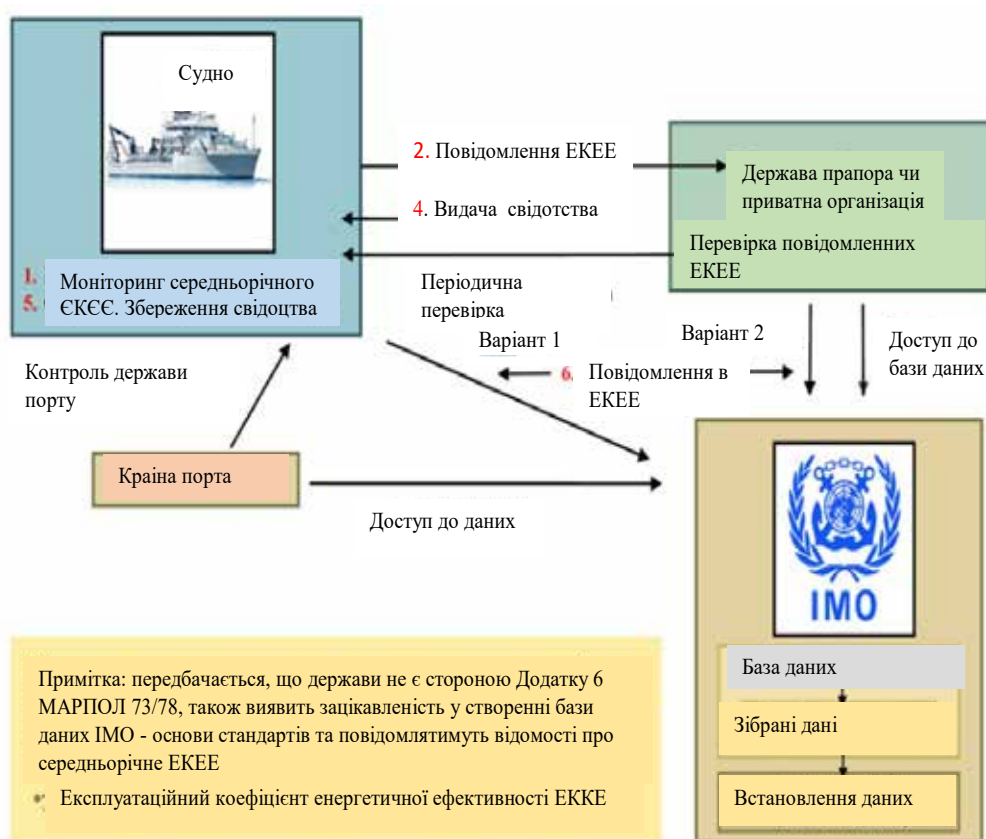 Судно
2. Повідомлення ЕКЕЕ
4. Видача свідотства
Держава прапора чи
приватна організація
Перевірка повідомленних
ЕКЕЕ
1.
5.
Моніторинг середньорічного
ЄКЄЄ. Збереження свідоцтва
Періодична
перевірка
Варіант 1
Варіант 2
6. Повідомлення в
ЕКЕЕ
Доступ до
бази даних
Контроль держави
порту
Країна порта
Доступ до даних
IMO
База даних
Зібрані дані
Встановлення даних
Примітка: передбачається, що держави не є стороною Додатку 6
МАРПОЛ 73/78, також виявить зацікавленість у створенні бази
даних ІМО - основи стандартів та повідомлятимуть відомості про
середньорічне ЕКЕЕ
Експлуатаційний коефіцієнт енергетичної ефективності ЕККЕ